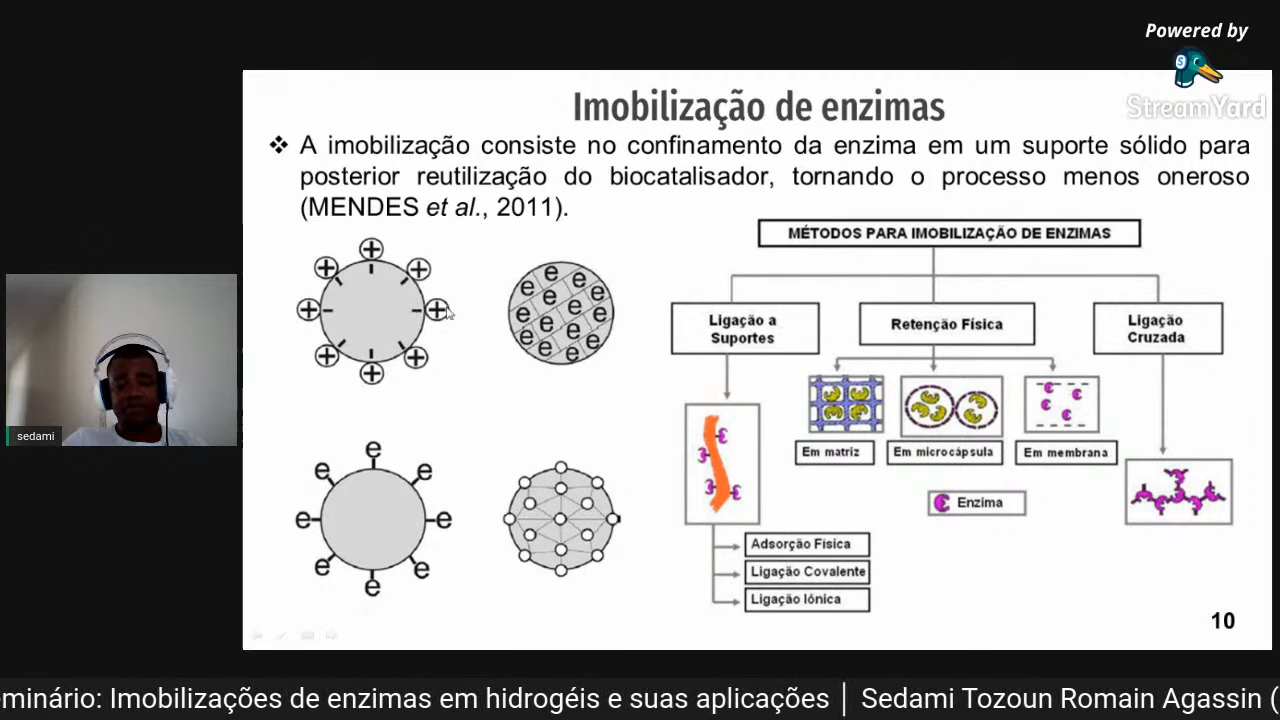 Powered by
StreamYard
Imobilização de enzimas
❖ A imobilização consiste no confinamento da enzima em um suporte sólido para
posterior reutilização do biocatalisador, tornando o processo menos oneroso
(MENDES et al., 2011).
MÉTODOS PARA IMOBILIZAÇÃO DE ENZIMAS
Ligação a
Suportes
Retenção Física
Ligação
Cruzada
Em matriz
Em microcápsula
Em membrana
Enzima
Adsorção Física
Ligação Covalente
Ligação Iônica
+ + + + + + + +
- - - - - - - -
e e e e e e e e e e e e
e e e e e e e e
10
sedami
eminário: Imobilizações de enzimas em hidrogéis e suas aplicações | Sedami Tozoun Romain Agassin (